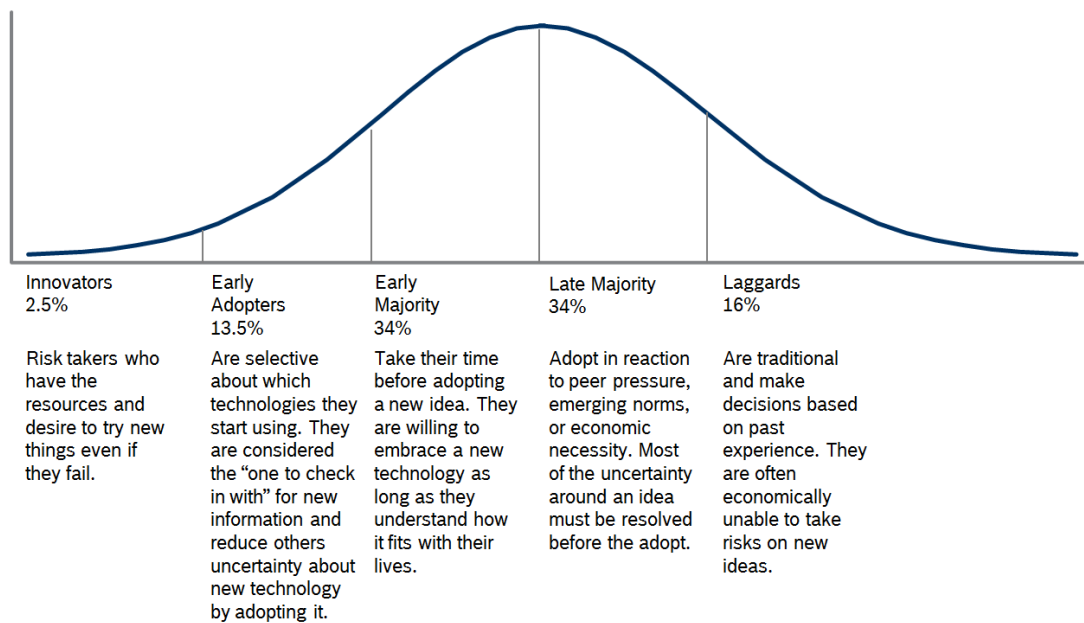 Innovators
2.5%
Early
Adopters
13.5%
Early
Majority
34%
Late Majority
34%
Laggards
16%
Risk takers who
have the
resources and
desire to try new
things even if
they fail.
Are selective
about which
technologies they
start using. They
are considered
the “one to check
in with” for new
information and
reduce others
uncertainty about
new technology
by adopting it.
Take their time
before adopting
a new idea. They
are willing to
embrace a new
technology as
long as they
understand how
it fits with their
lives.
Adopt in reaction
to peer pressure,
emerging norms,
or economic
necessity. Most
of the uncertainty
around an idea
must be resolved
before the adopt.
Are traditional
and make
decisions based
on past
experience. They
are often
economically
unable to take
risks on new
ideas.